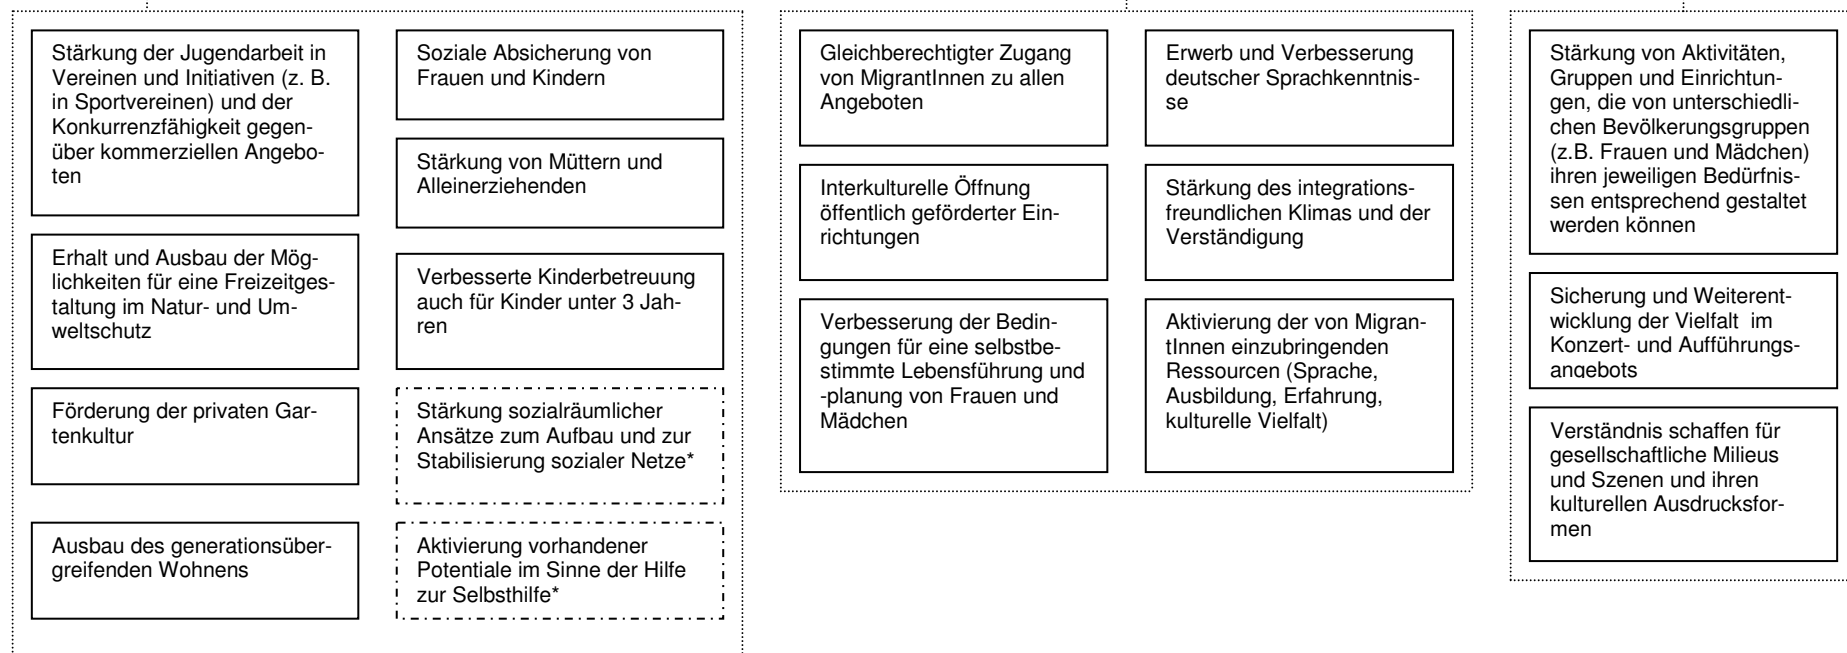 Stärkung der Jugendarbeit in
Vereinen und Initiativen (z. B.
in Sportvereinen) und der
Konkurrenzfähigkeit gegen-
über kommerziellen Angebo-
ten
Erhalt und Ausbau der Mög-
lichkeiten für eine Freizeitges-
taltung im Natur- und Um-
weltschutz
Förderung der privaten Gar-
tenkultur
Ausbau des generationsüber-
greifenden Wohnens
Soziale Absicherung von
Frauen und Kindern
Stärkung von Müttern und
Alleinerziehenden
Verbesserte Kinderbetreuung
auch für Kinder unter 3 Jah-
ren
Stärkung sozialräumlicher
Ansätze zum Aufbau und zur
Stabilisierung sozialer Netze*
Aktivierung vorhandener
Potentiale im Sinne der Hilfe
zur Selbsthilfe*
Gleichberechtigter Zugang
von MigrantInnen zu allen
Angeboten
Interkulturelle Öffnung
öffentlich geförderter Ein-
richtungen
Verbesserung der Bedin-
gungen für eine selbstbe-
stimmte Lebensführung und
-planung von Frauen und
Mädchen
Erwerb und Verbesserung
deutscher Sprachkenntnis-
se
Stärkung des integrations-
freundlichen Klimas und der
Verständigung
Aktivierung der von Migran-
tInnen einzubringenden
Ressourcen (Sprache,
Ausbildung, Erfahrung,
kulturelle Vielfalt)
Stärkung von Aktivitäten,
Gruppen und Einrichtun-
gen, die von unterschiedli-
chen Bevölkerungsgruppen
(z.B. Frauen und Mädchen)
ihren jeweiligen Bedürfnis-
sen entsprechend gestaltet
werden können
Sicherung und Weiterent-
wicklung der Vielfalt  im
Konzert- und Aufführungs-
angebots
Verständnis schaffen für
gesellschaftliche Milieus
und Szenen und ihren
kulturellen Ausdrucksfor-
men